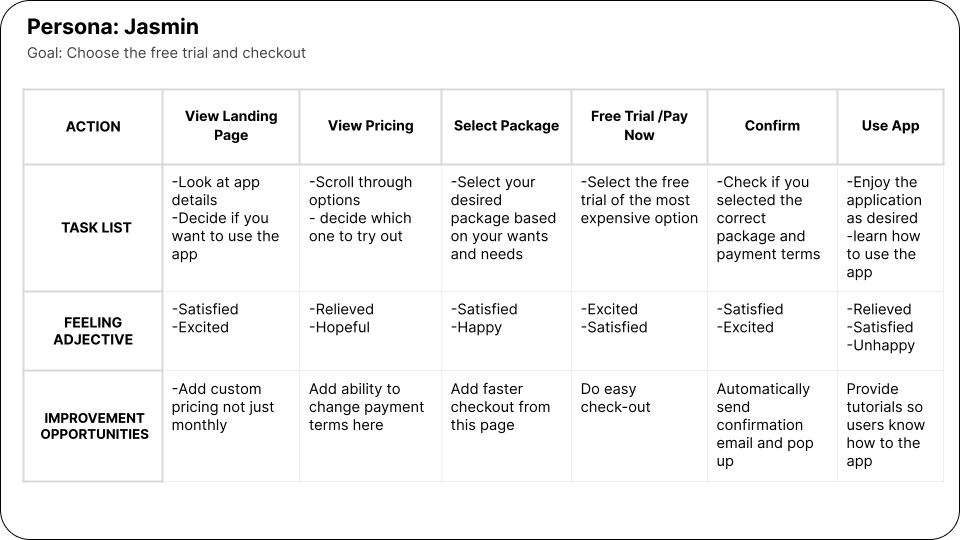 Persona: Jasmin
Goal: Choose the free trial and checkout
ACTION
View Landing
Page
View Pricing
Select Package
Free Trial /Pay
Now
Confirm
Use App
TASK LIST
-Look at app
details
-Decide if you
want to use the
app
-Scroll through
options
- decide which
one to try out
-Select your
desired
package based
on your wants
and needs
-Select the free
trial of the most
expensive option
-Check if you
selected the
correct
package and
payment terms
-Enjoy the
application
as desired
-learn how
to use the
app
FEELING
ADJECTIVE
-Satisfied
-Excited
-Relieved
-Hopeful
-Satisfied
-Happy
-Excited
-Satisfied
-Satisfied
-Excited
-Relieved
-Satisfied
-Unhappy
IMPROVEMENT
OPPORTUNITIES
-Add custom
pricing not just
monthly
Add ability to
change payment
terms here
Add faster
checkout from
this page
Do easy
check-out
Automatically
send
confirmation
email and pop
up
Provide
tutorials so
users know
how to the
app